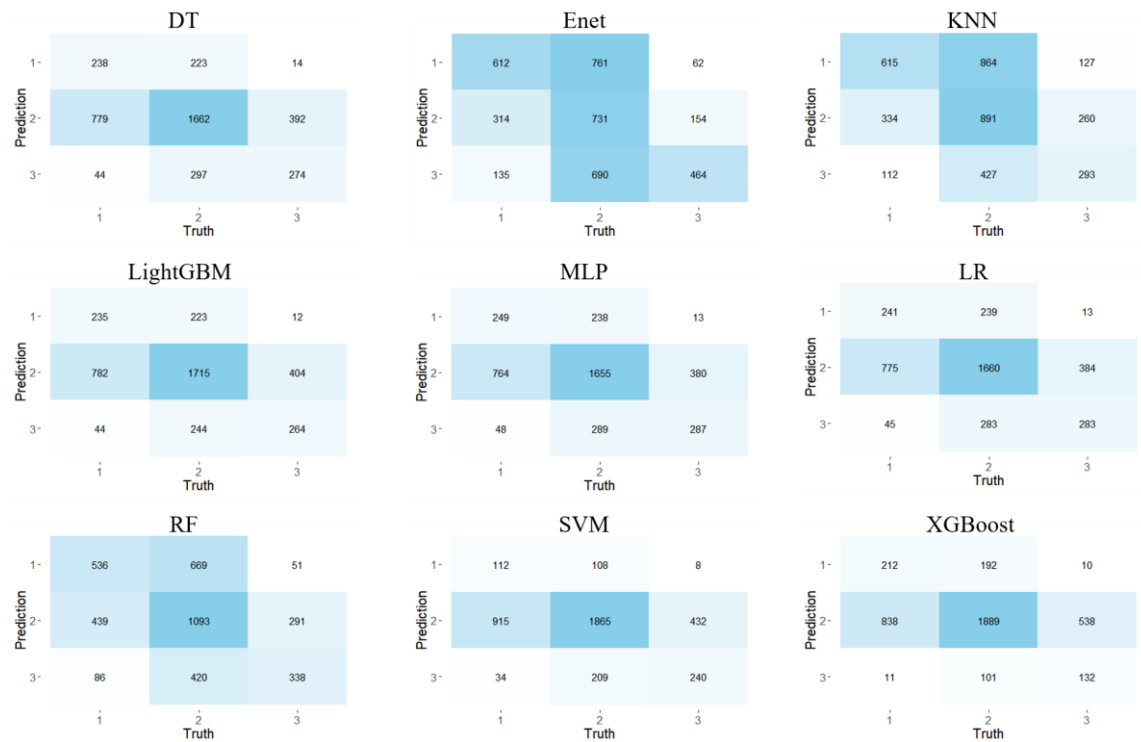 DT Enet KNN
1 238 223 14 1 612 761 62 1 615 864 127
Prediction 2 779 1662 392 Prediction 2 314 731 154 Prediction 2 334 891 260
3 44 297 274 3 135 690 464 3 112 427 293
1 2 3 1 2 3 1 2 3
Truth Truth Truth
LightGBM MLP LR
1 235 223 12 1 249 238 13 1 241 239 13
Prediction 2 782 1715 404 Prediction 2 764 1655 380 Prediction 2 775 1660 384
3 44 244 264 3 48 289 287 3 45 283 283
1 2 3 1 2 3 1 2 3
Truth Truth Truth
RF SVM XGBoost
1 536 669 51 1 112 108 8 1 212 192 10
Prediction 2 439 1093 291 Prediction 2 915 1865 432 Prediction 2 838 1889 538
3 86 420 338 3 34 209 240 3 11 101 132
1 2 3 1 2 3 1 2 3
Truth Truth Truth